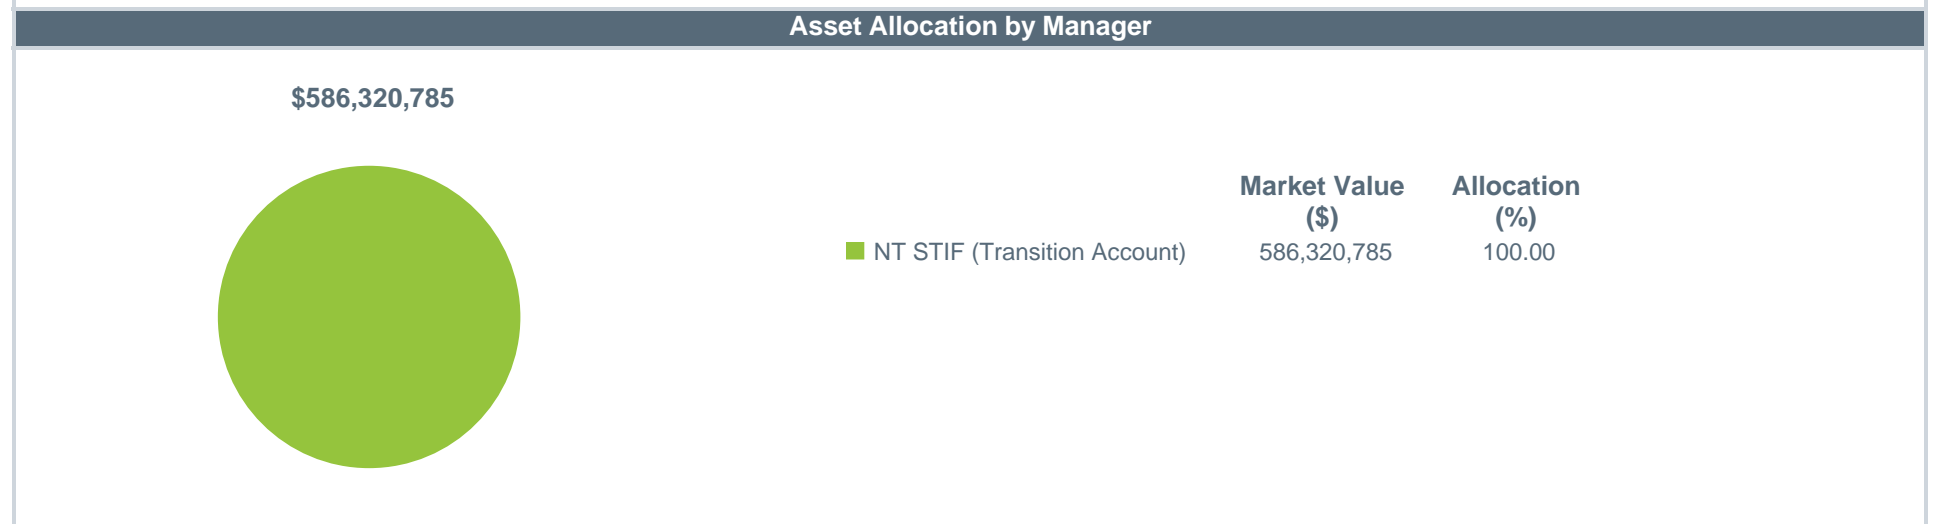 Asset Allocation by Manager
$586,320,785
Market Value Allocation
($) (%)
NT STIF (Transition Account) 586,320,785 100.00